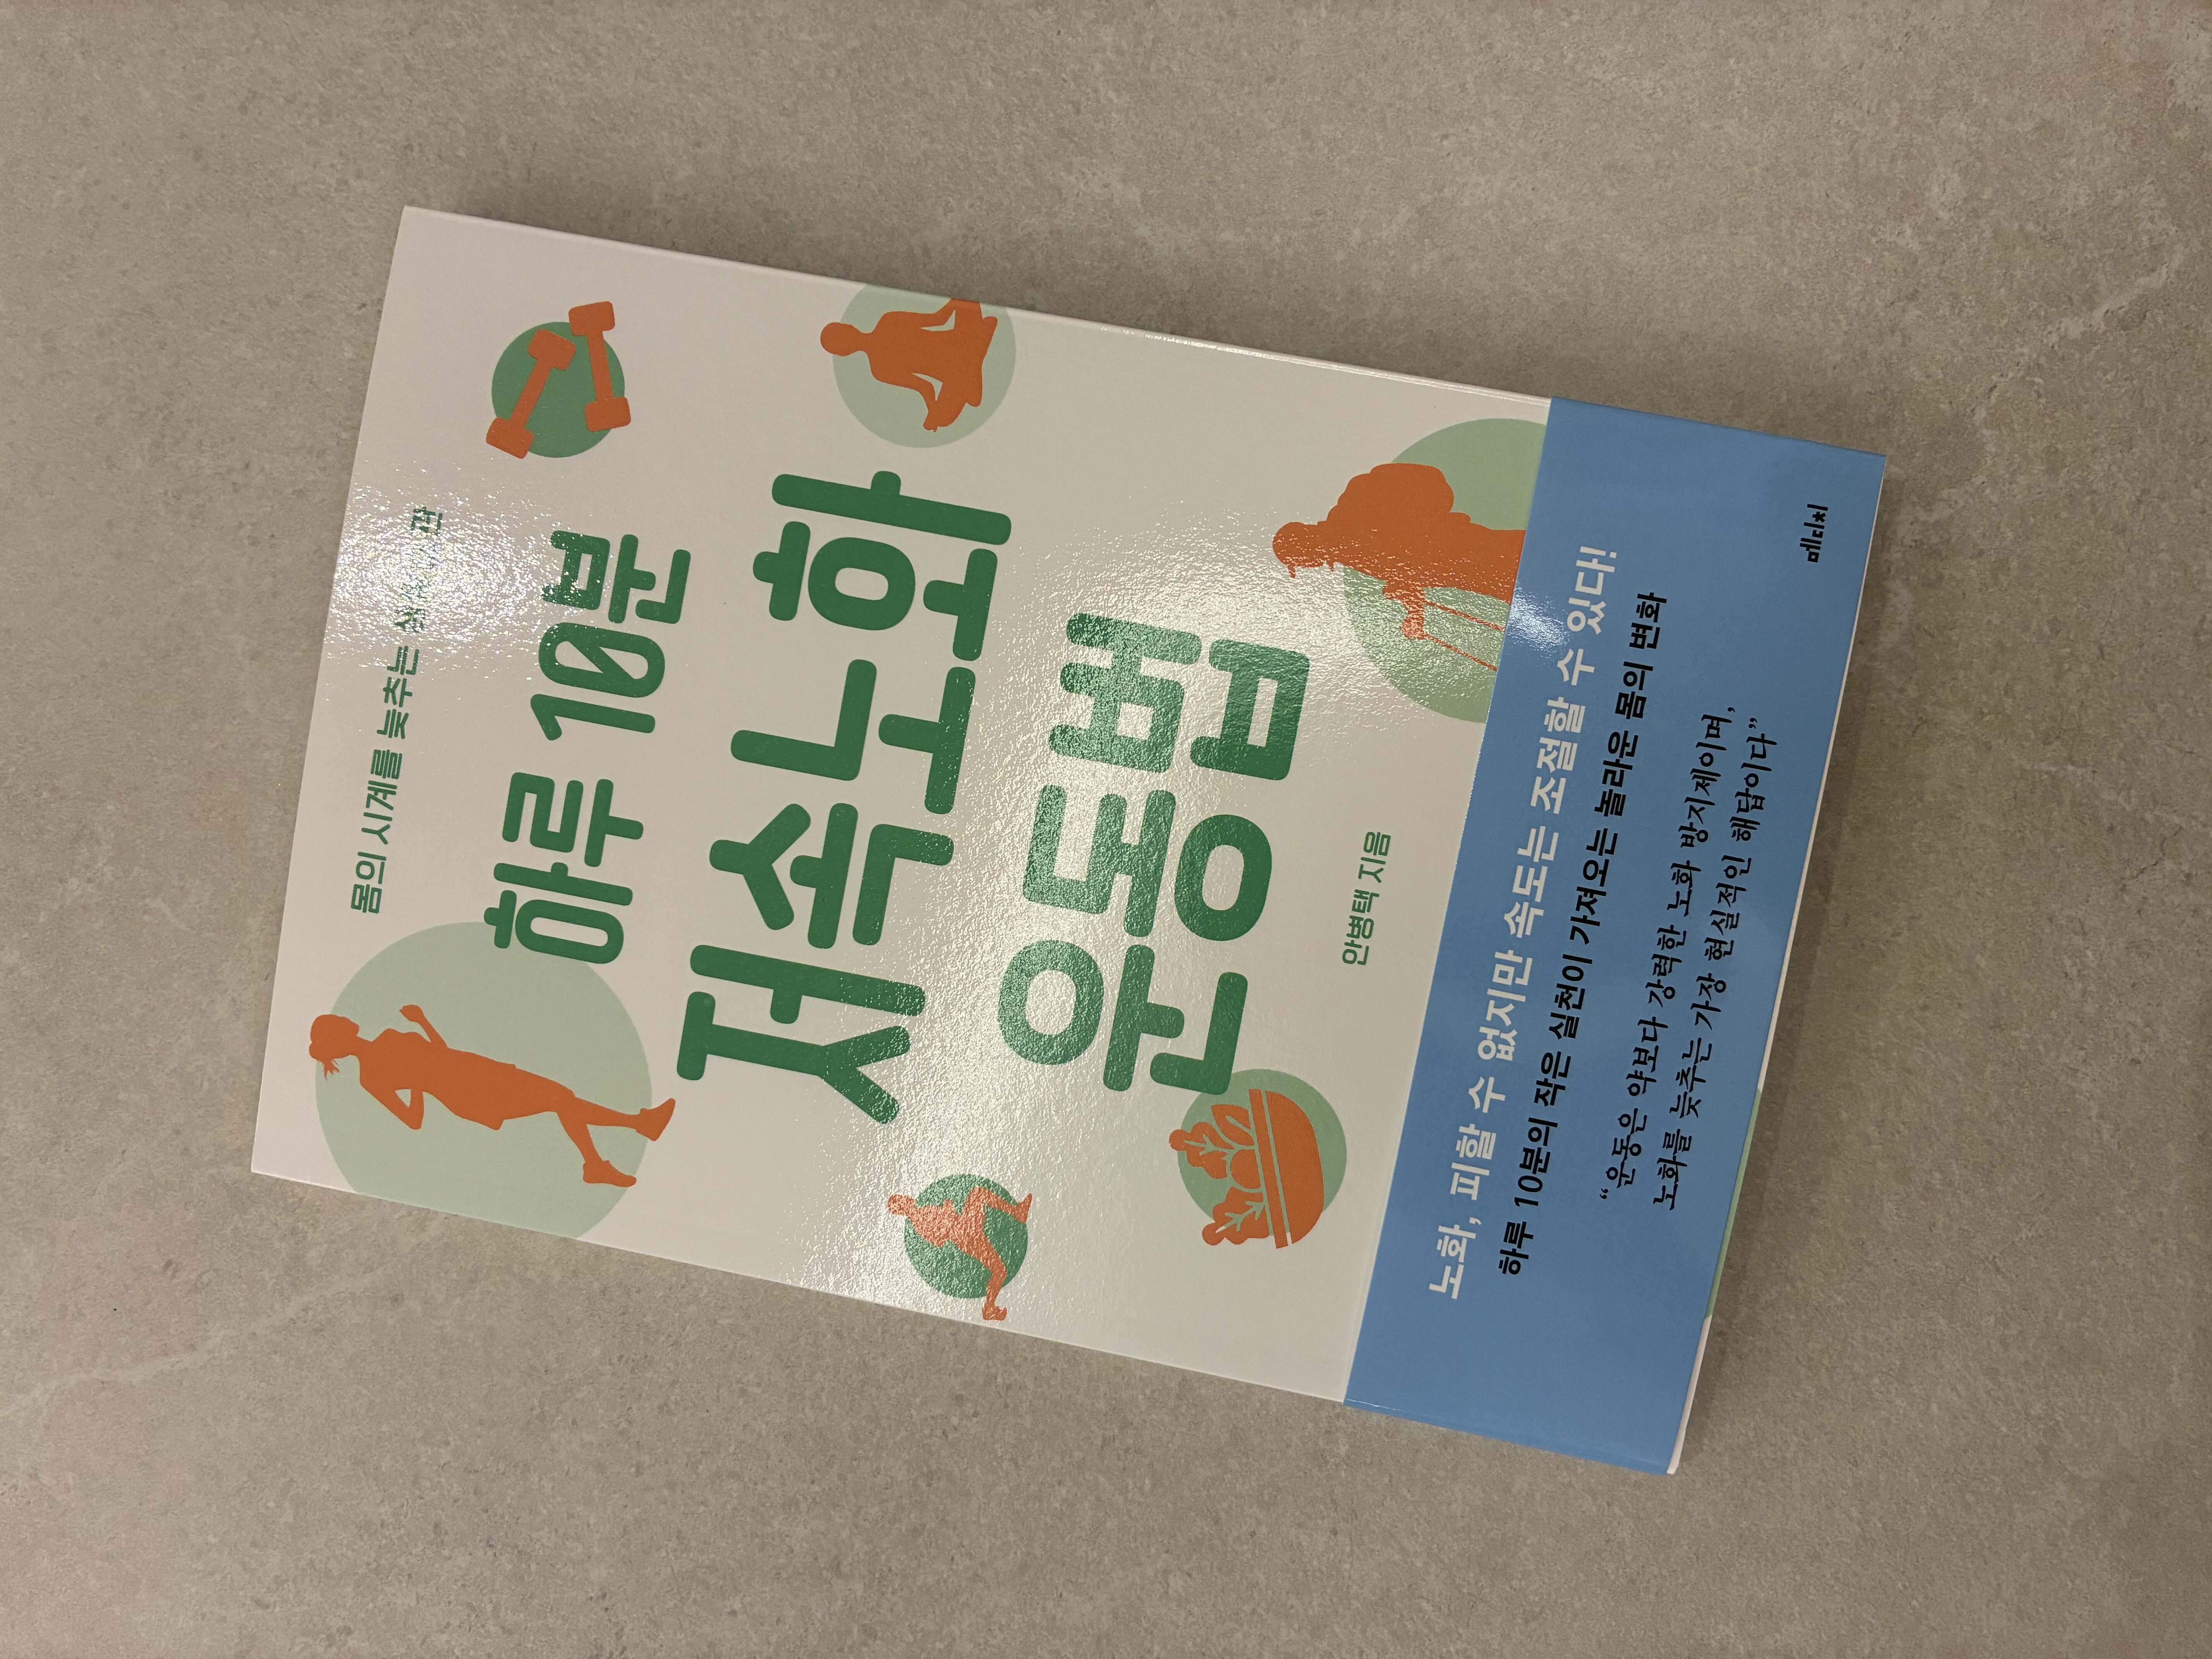 몸의 시계를 늦추는
하루 10분
저속노화
운동법
안병택 지음
노화, 피할 수 없지만 속도는 조절할 수 있다!
하루 10분의 작은 실천이 가져오는 놀라운 몸의 변화
“운동은 약보다 강력한 노화 방지제이며,
노화를 늦추는 가장 현실적인 해답이다”
메디치